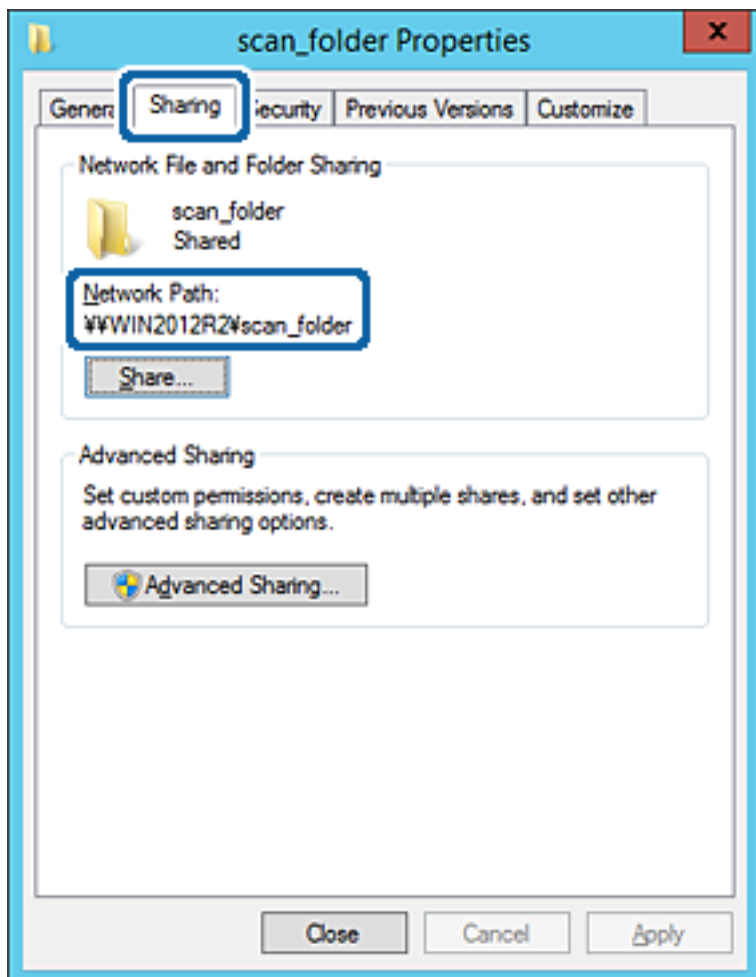 scan_folder Properties
x
Genera Sharing ecurity Previous Versions Customize
Network File and Folder Sharing
scan_folder
Shared
Network Path:
¥¥WIN2012R2¥scan_folder
Share...
Advanced Sharing
Set custom permissions, create multiple shares, and set other
advanced sharing options.
Advanced Sharing...
Close Cancel Apply